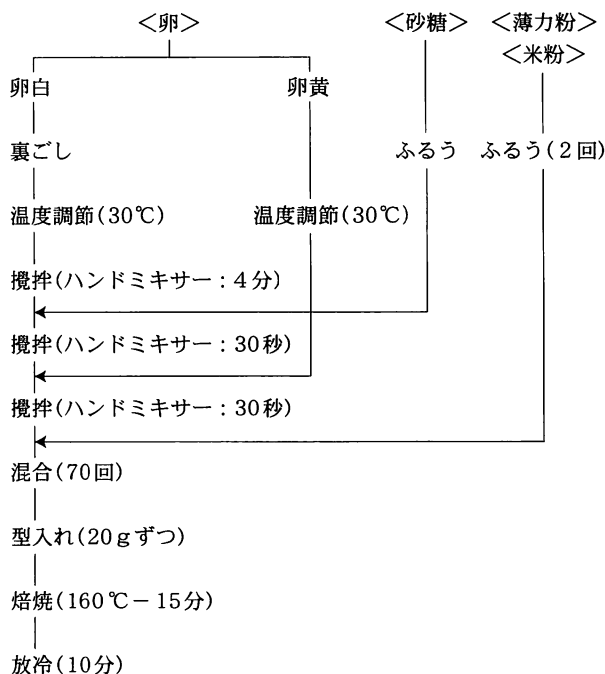 <卵> <砂糖> <薄力粉>
<米粉>
卵白 卵黄
裏ごし ふるう ふるう(2回)
温度調節(30℃) 温度調節(30℃)
攪拌(ハンドミキサー:4分)
攪拌(ハンドミキサー:30秒)
攪拌(ハンドミキサー:30秒)
混合(70回)
型入れ(20gずつ)
焙焼(160℃－15分)
放冷(10分)